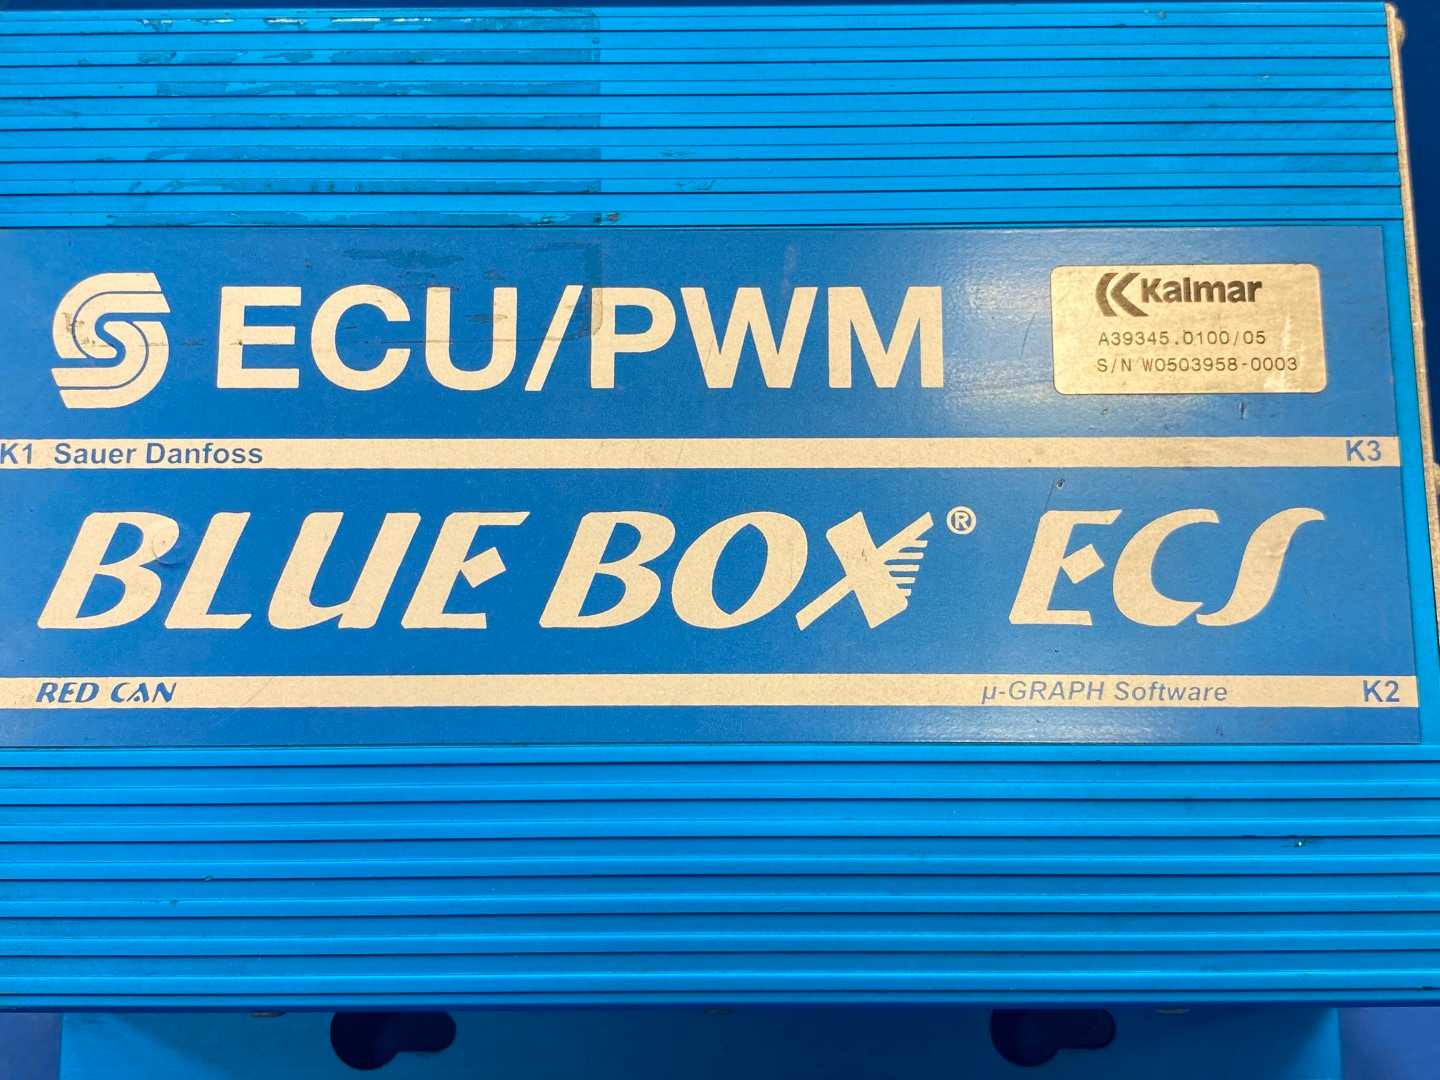 ECU/PWM
Kalmar
A39345.0100/05
S/N W0503958-0003
K1 Sauer Danfoss K3
BLUE BOX® ECS
RED CAN µ-GRAPH Software K2